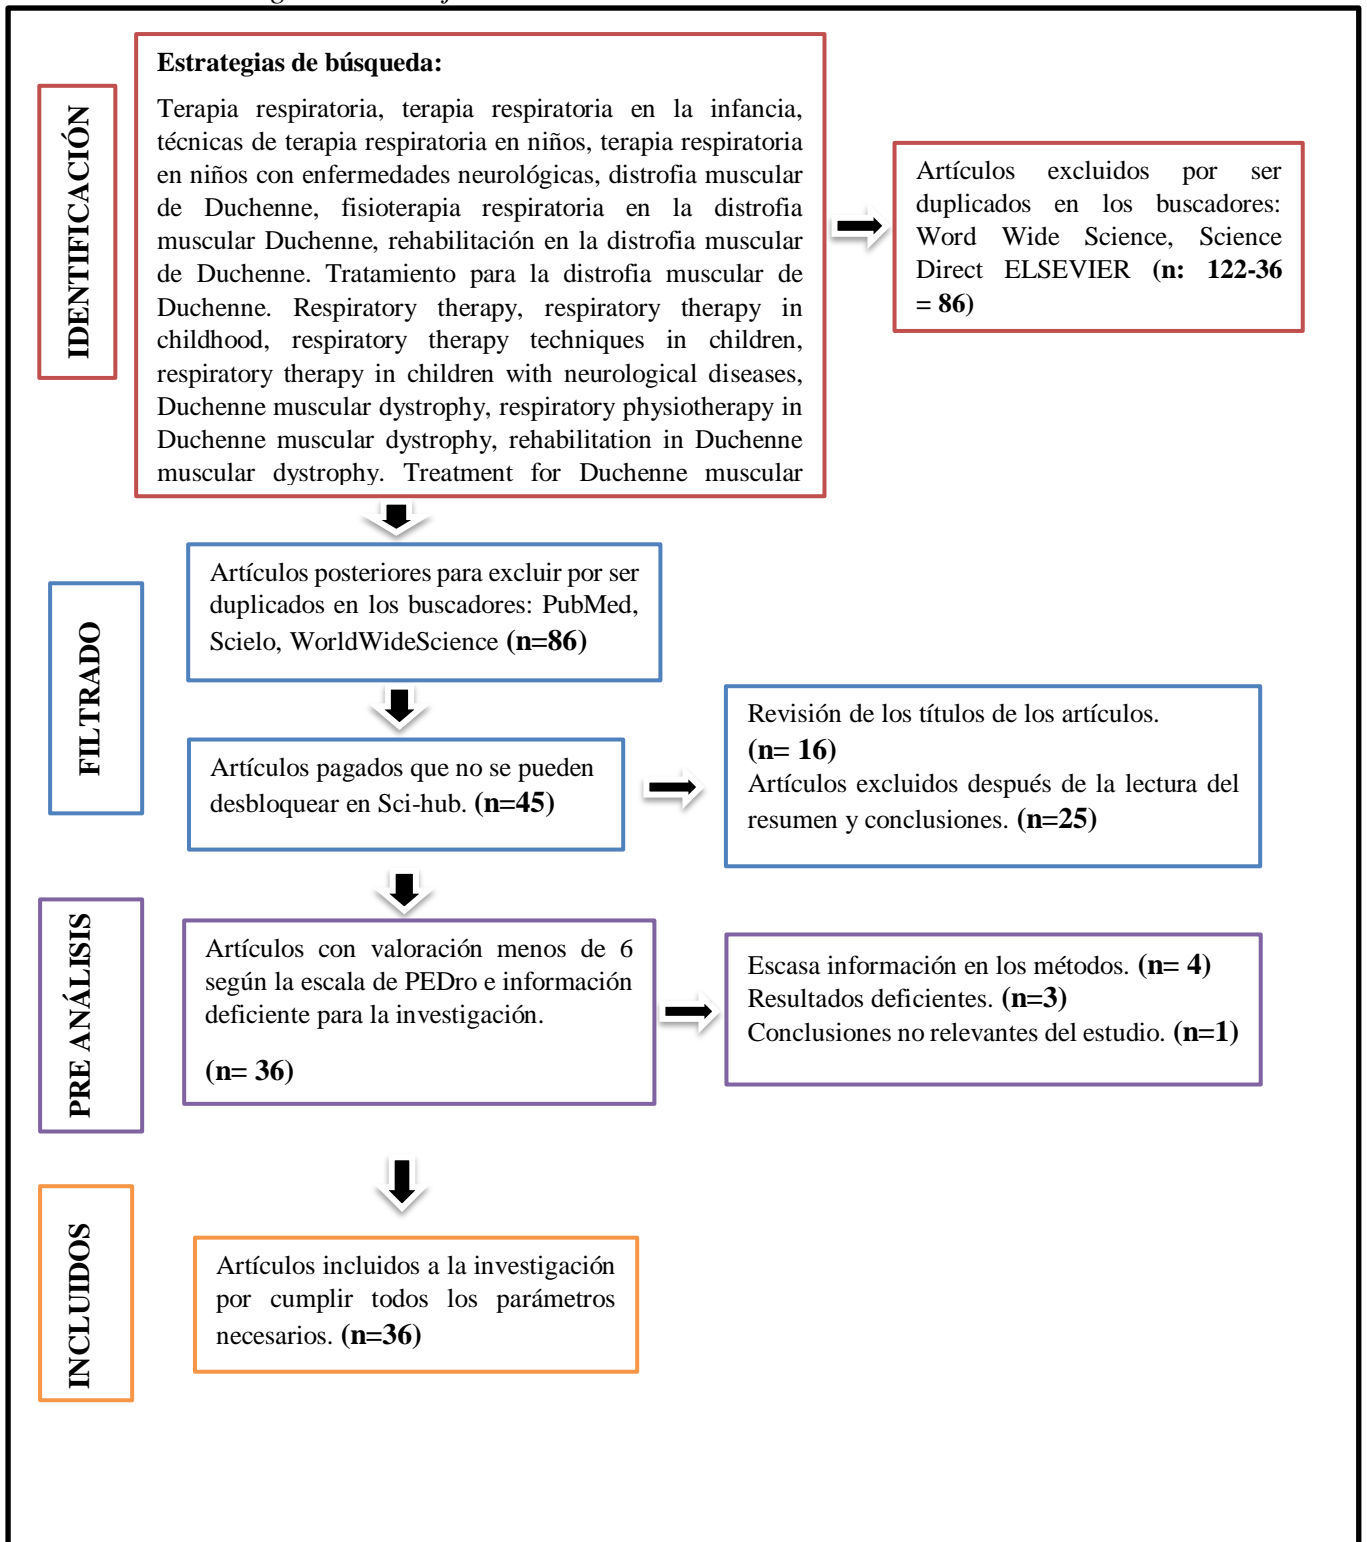 Estrategias de búsqueda:
Terapia respiratoria, terapia respiratoria en la infancia,
técnicas de terapia respiratoria en niños, terapia respiratoria
en niños con enfermedades neurológicas, distrofia muscular
de Duchenne, fisioterapia respiratoria en la distrofia
muscular Duchenne, rehabilitación en la distrofia muscular
de Duchenne. Tratamiento para la distrofia muscular de
Duchenne. Respiratory therapy, respiratory therapy in
childhood, respiratory therapy techniques in children,
respiratory therapy in children with neurological diseases,
Duchenne muscular dystrophy, respiratory physiotherapy in
Duchenne muscular dystrophy, rehabilitation in Duchenne
muscular dystrophy. Treatment for Duchenne muscular
IDENTIFICACIÓN
Artículos excluidos por ser
duplicados en los buscadores:
Word Wide Science, Science
Direct ELSEVIER (n: 122-36
= 86)
FILTRADO
Artículos posteriores para excluir por ser
duplicados en los buscadores: PubMed,
Scielo, WorldWideScience (n=86)
Artículos pagados que no se pueden
desbloquear en Sci-hub. (n=45)
Revisión de los títulos de los artículos.
(n= 16)
Artículos excluidos después de la lectura del
resumen y conclusiones. (n=25)
PRE ANÁLISIS
Artículos con valoración menos de 6
según la escala de PEDro e información
deficiente para la investigación.
(n= 36)
Escasa información en los métodos. (n= 4)
Resultados deficientes. (n=3)
Conclusiones no relevantes del estudio. (n=1)
INCLUIDOS
Artículos incluidos a la investigación
por cumplir todos los parámetros
necesarios. (n=36)